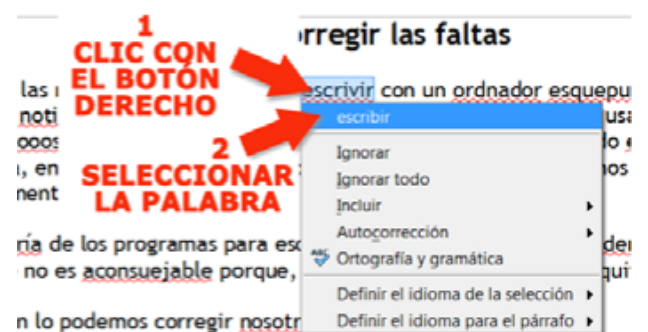 rregir las faltas
1
CLIC CON
EL BOTÓN
DERECHO
las escrivir con un ordnador esquepu
noti usa
escribir
ooos lo
2
SELECCIONAR
LA PALABRA
, en nos
ment
Ignorar
Ignorar todo
Incluir
Autocorrección
Ortografía y gramática
Definir el idioma de la selección
Definir el idioma para el párrafo
ría de los programas para esc der
no es aconsuejable porque, qui
n lo podemos corregir nosotr